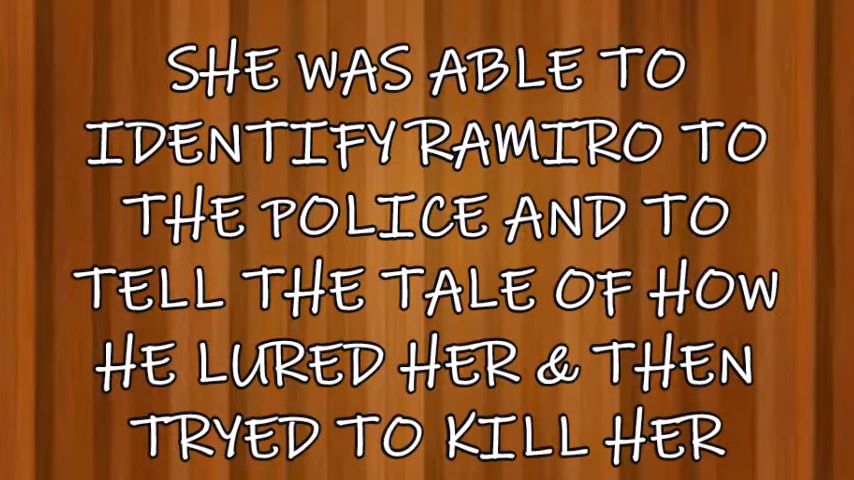 SHE WAS ABLE TO
IDENTIFY RAMIRO TO
THE POLICE AND TO
TELL THE TALE OF HOW
HE LURED HER & THEN
TRYED TO KILL HER